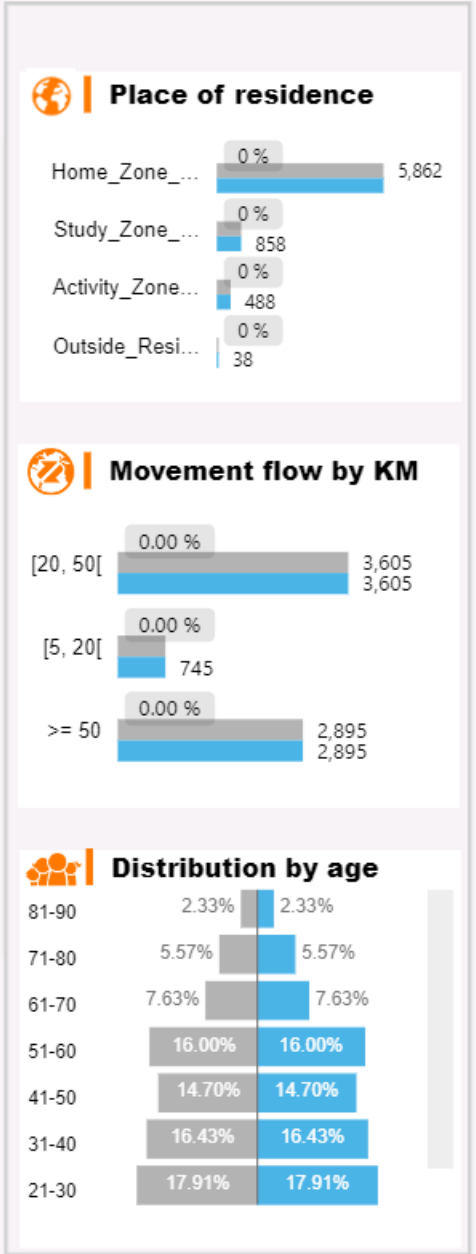 Place of residence
0 %
Home_Zone_... 5,862
0 %
Study_Zone_... 858
0 %
Activity_Zone... 488
0 %
Outside_Resi... 38
Movement flow by KM
0.00 %
[20, 50[ 3,605
3,605
0.00 %
[5, 20[ 745
0.00 %
>= 50 2,895
2,895
Distribution by age
81-90 2.33% 2.33%
71-80 5.57% 5.57%
61-70 7.63% 7.63%
51-60 16.00% 16.00%
41-50 14.70% 14.70%
31-40 16.43% 16.43%
21-30 17.91% 17.91%